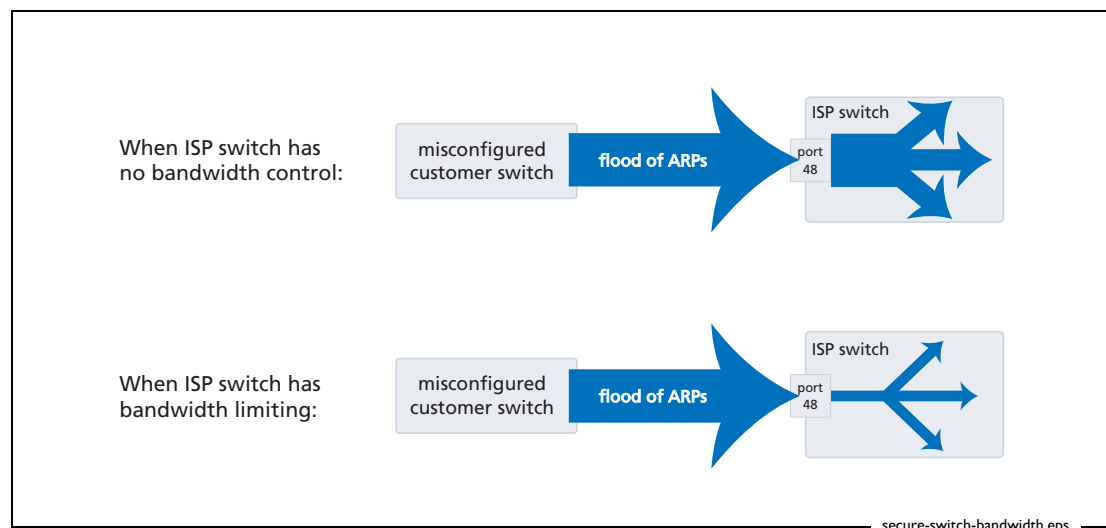 When ISP switch has
no bandwidth control:
misconfigured
customer switch
flood of ARPs
port
48
ISP switch
When ISP switch has
bandwidth limiting:
misconfigured
customer switch
flood of ARPs
port
48
ISP switch
secure-switch-bandwidth.eps